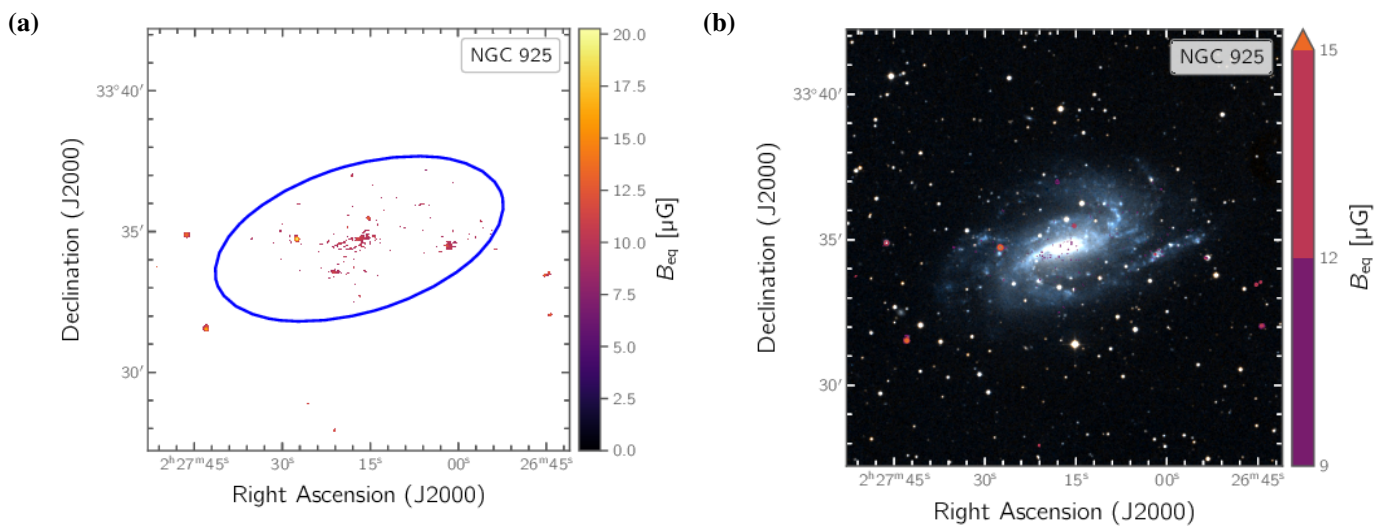 (a)
NGC 925
33°40′
35′
30′
Declination (J2000)
2ʰ27ᵐ45ˢ
30ˢ
15ˢ
00ˢ
26ᵐ45ˢ
Right Ascension (J2000)
20.0
17.5
15.0
12.5
10.0
7.5
5.0
2.5
0.0
Beq [μG]
(b)
NGC 925
33°40′
35′
30′
Declination (J2000)
2ʰ27ᵐ45ˢ
30ˢ
15ˢ
00ˢ
26ᵐ45ˢ
Right Ascension (J2000)
15
12
9
Beq [μG]